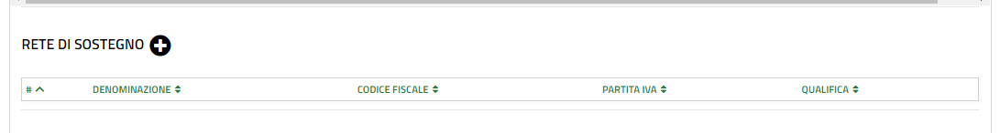 RETE DI SOSTEGNO
# DENOMINAZIONE CODICE FISCALE PARTITA IVA QUALIFICA